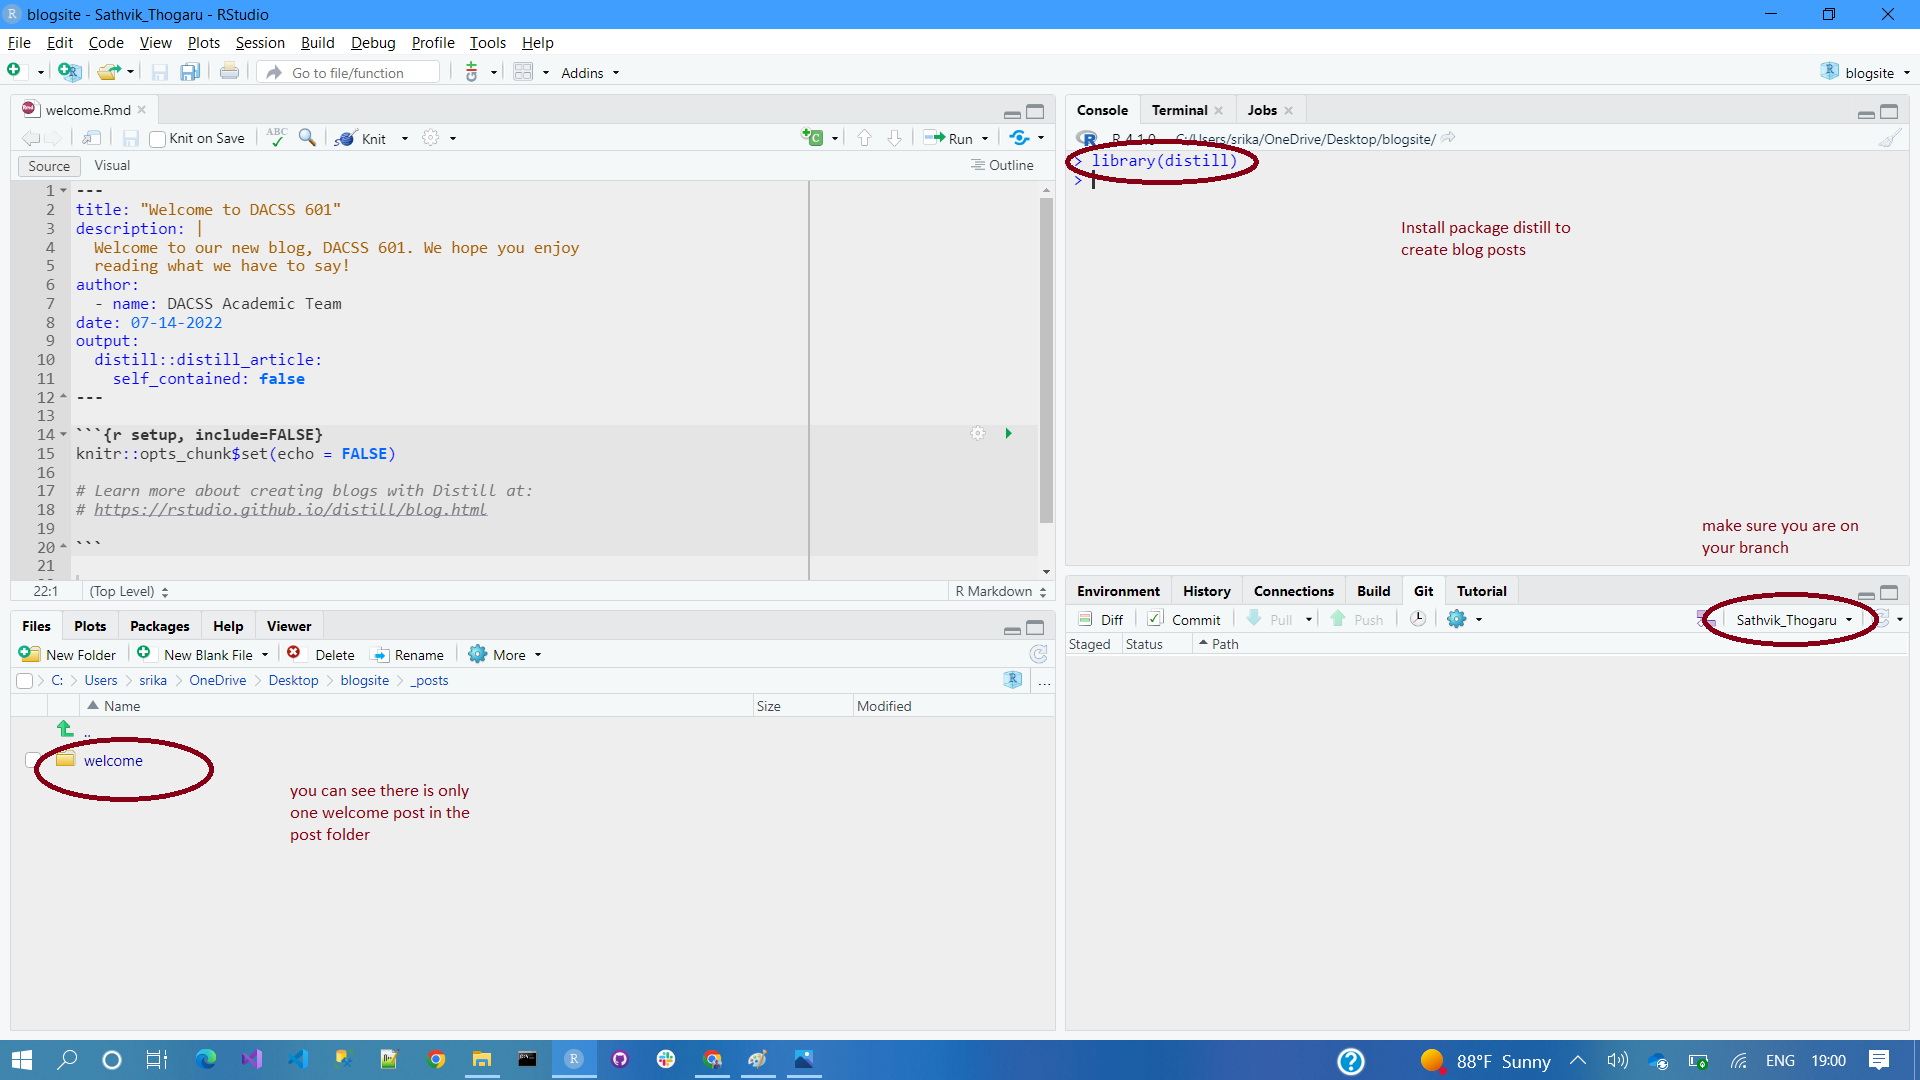 blogsite - Sathvik_Thogaru - RStudio
File Edit Code View Plots Session Build Debug Profile Tools Help
Go to file/function Addins blogsite
welcome.Rmd
Knit on Save ABC Knit Run
Source Visual Outline
1 ---
2 title: "Welcome to DACSS 601"
3 description: |
4 Welcome to our new blog, DACSS 601. We hope you enjoy
5 reading what we have to say!
6 author:
7 - name: DACSS Academic Team
8 date: 07-14-2022
9 output:
10 distill::distill_article:
11 self_contained: false
12 ---
13
14 ```{r setup, include=FALSE}
15 knitr::opts_chunk$set(echo = FALSE)
16
17 # Learn more about creating blogs with Distill at:
18 # https://rstudio.github.io/distill/blog.html
19
20 ```
21
22:1 (Top Level) R Markdown
Console Terminal Jobs
R 4.1.0 C:/Users/srika/OneDrive/Desktop/blogsite/
> library(distill)
>
Install package distill to
create blog posts
make sure you are on
your branch
Files Plots Packages Help Viewer
New Folder New Blank File Delete Rename More
C: Users srika OneDrive Desktop blogsite _posts ...
Name Size Modified
..
welcome
you can see there is only
one welcome post in the
post folder
Environment History Connections Build Git Tutorial
Diff Commit Pull Push Sathvik_Thogaru
Staged Status Path
88°F Sunny ENG 19:00